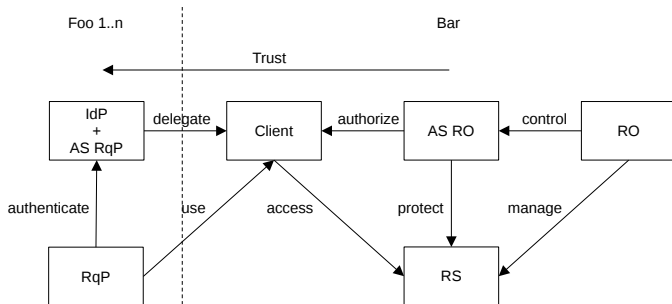 Foo 1..n
Bar
Trust
IdP
+
AS RqP
delegate
Client
authorize
AS RO
control
RO
authenticate
use
access
protect
manage
RqP
RS